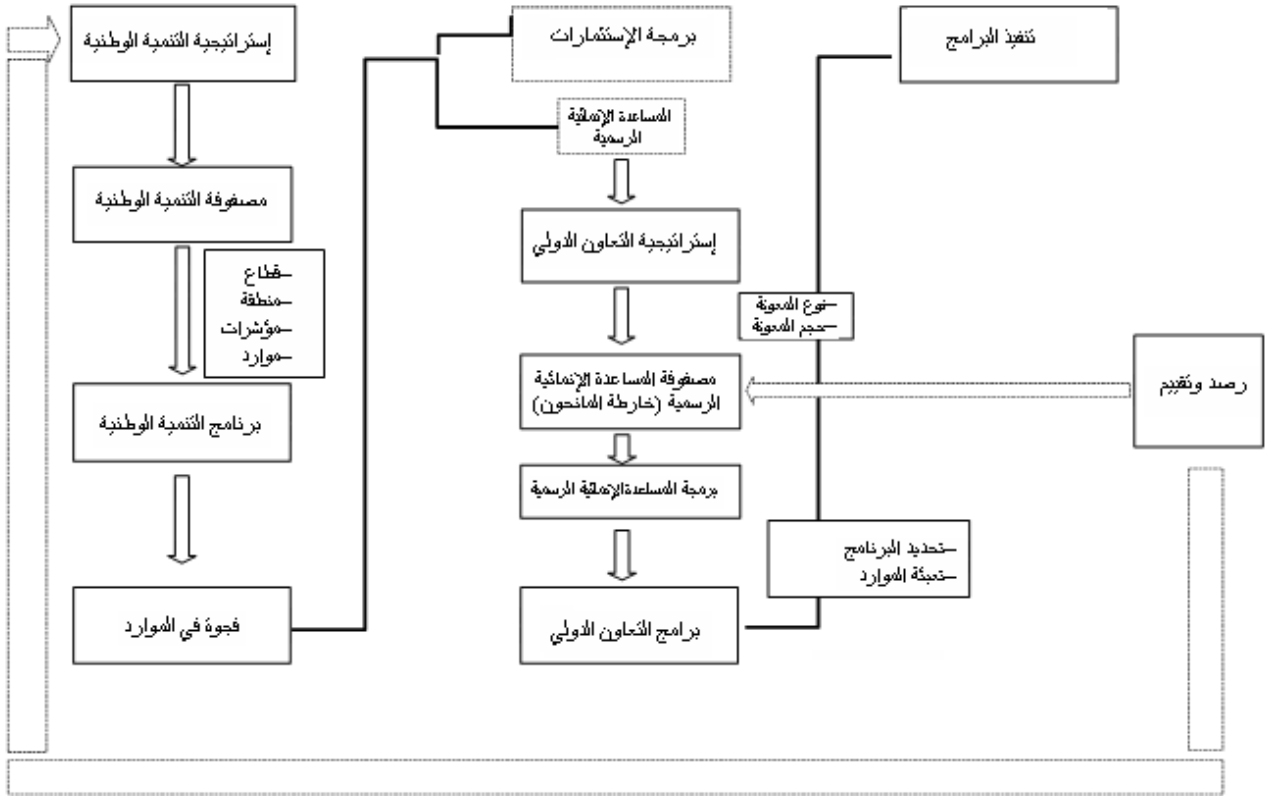 إستراتيجية التنمية الوطنية
مصفوفة التنمية الوطنية
–قطاع
–منطقة
–مؤشرات
–موارد
برنامج التنمية الوطنية
فجوة في الموارد
برمجة الإستثمارات
المساعدة الإنمائية
الرسمية
إستراتيجية التعاون الدولي
–نوع المعونة
–حجم المعونة
مصفوفة المساعدة الإنمائية
الرسمية (خارطة المانحون)
برمجة المساعدة الإنمائية الرسمية
–تحديد البرنامج
–تعبئة الموارد
برامج التعاون الدولي
تنفيذ البرامج
رصد وتقييم